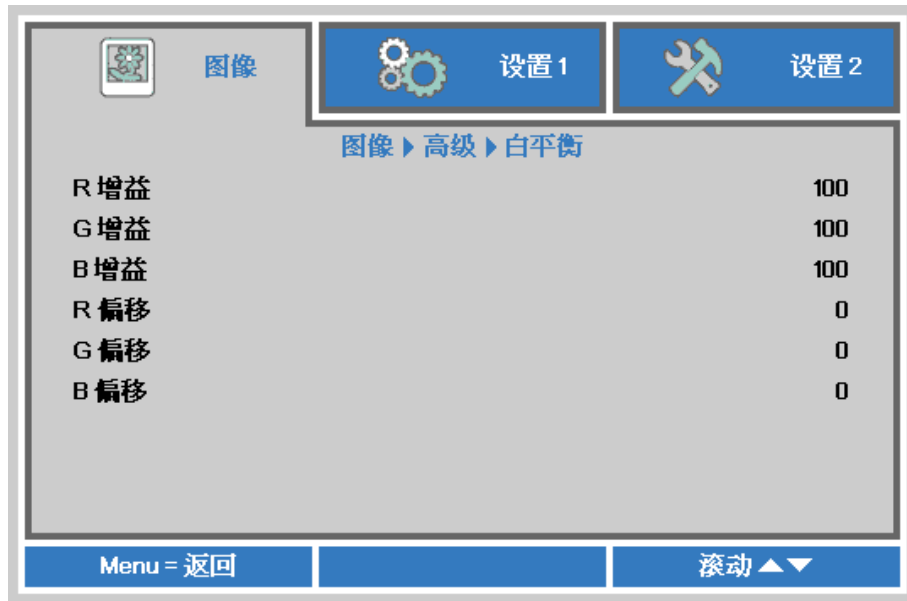 图像 设置 1 设置 2
图像 ▶ 高级 ▶ 白平衡
R 增益 100
G 增益 100
B 增益 100
R 偏移 0
G 偏移 0
B 偏移 0
Menu = 返回 滚动 ▲▼